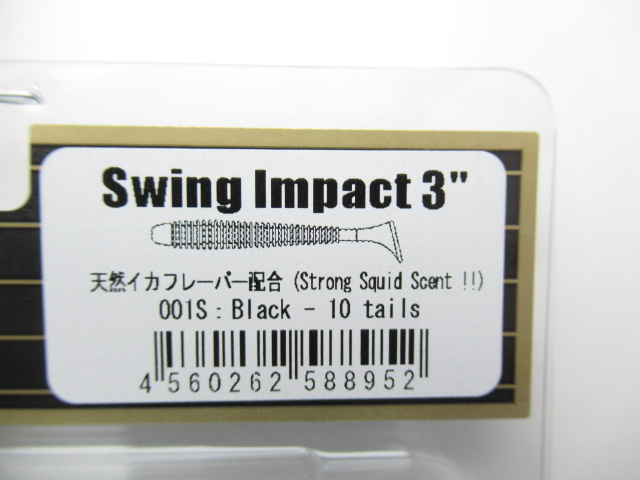 Swing Impact 3"
天然イカフレーバー配合 (Strong Squid Scent !!)
001S : Black - 10 tails
4 560262 588952